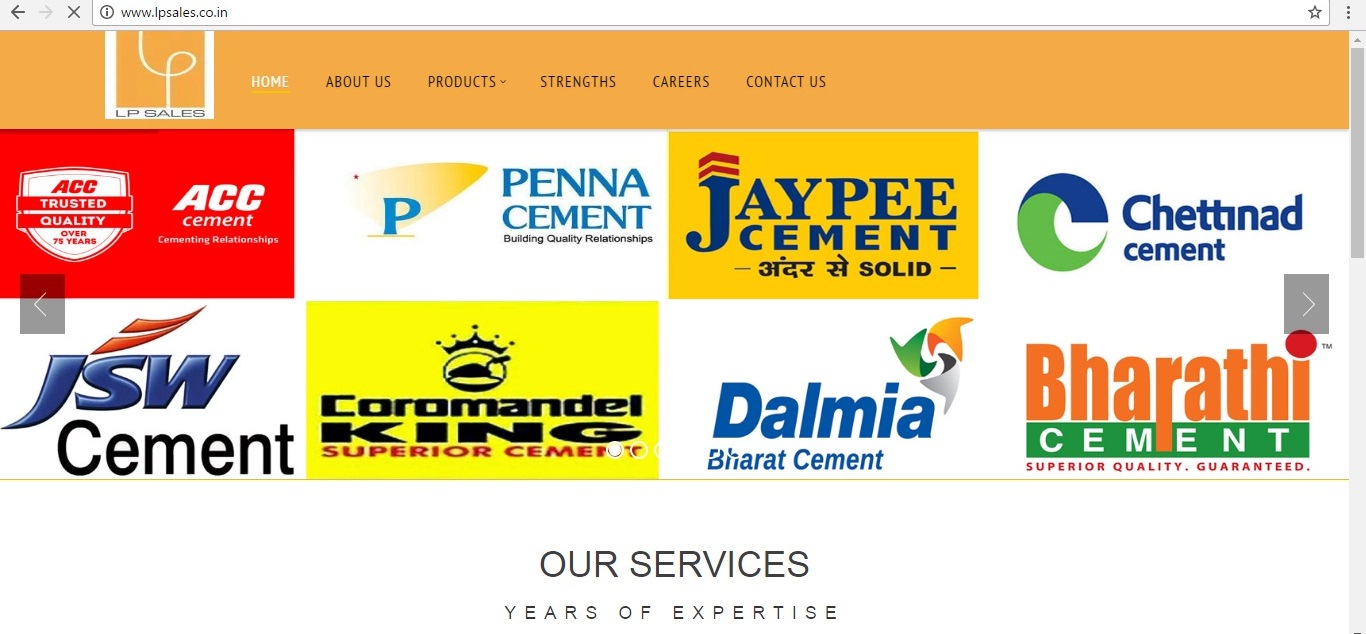 www.lpsales.co.in
LP SALES
HOME ABOUT US PRODUCTS STRENGTHS CAREERS CONTACT US
ACC
TRUSTED
QUALITY
OVER
75 YEARS
ACC
cement
Cementing Relationships
P
PENNA
CEMENT
Building Quality Relationships
JAYPEE
CEMENT
अंदर से SOLID
Chettinad
cement
JSW
Cement
Coromandel
KING
SUPERIOR CEMENT
Dalmia
Bharat Cement
Bharathi TM
CEMENT
SUPERIOR QUALITY. GUARANTEED.
OUR SERVICES
YEARS OF EXPERTISE